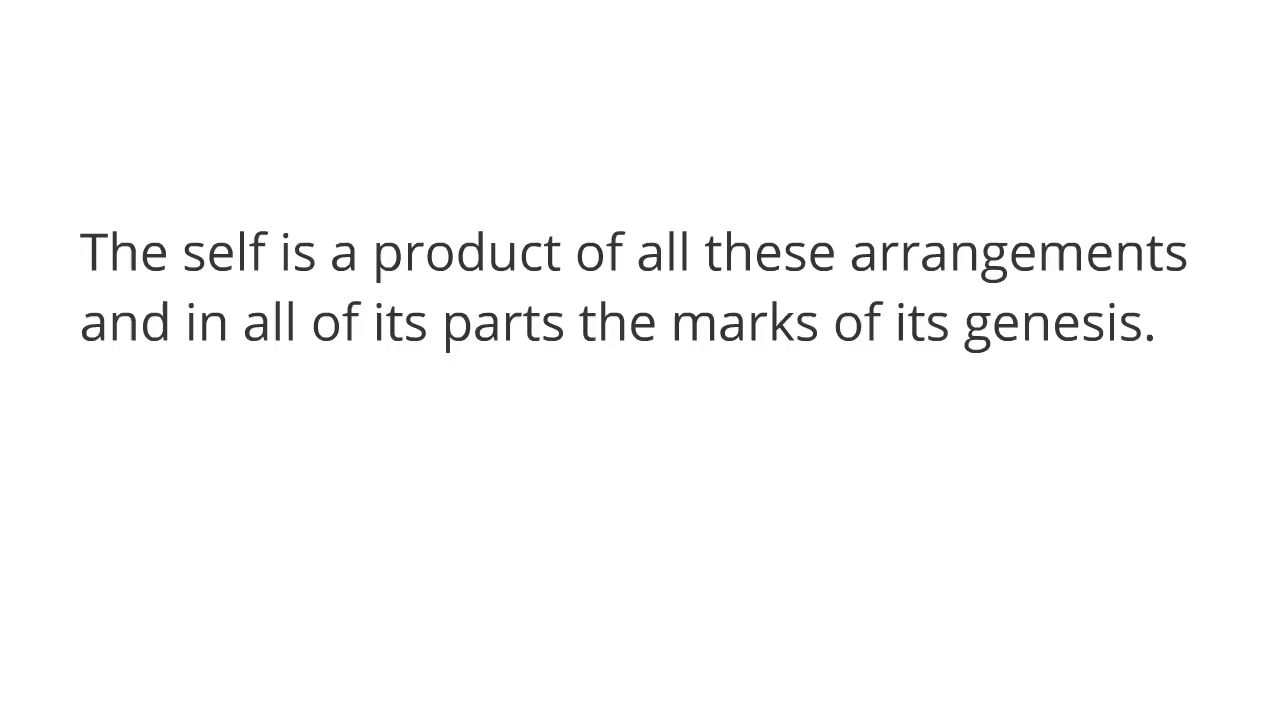 The self is a product of all these arrangements
and in all of its parts the marks of its genesis.